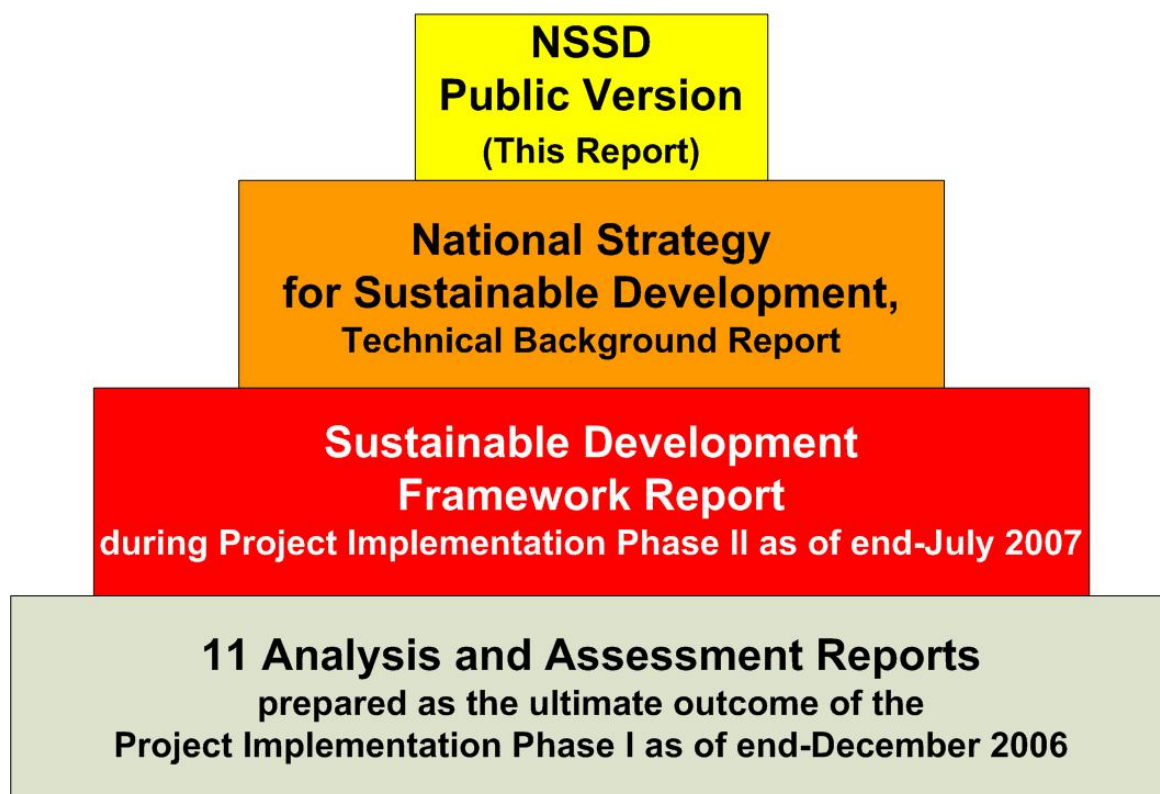 NSSD
Public Version
(This Report)
National Strategy
for Sustainable Development,
Technical Background Report
Sustainable Development
Framework Report
during Project Implementation Phase II as of end-July 2007
11 Analysis and Assessment Reports
prepared as the ultimate outcome of the
Project Implementation Phase I as of end-December 2006